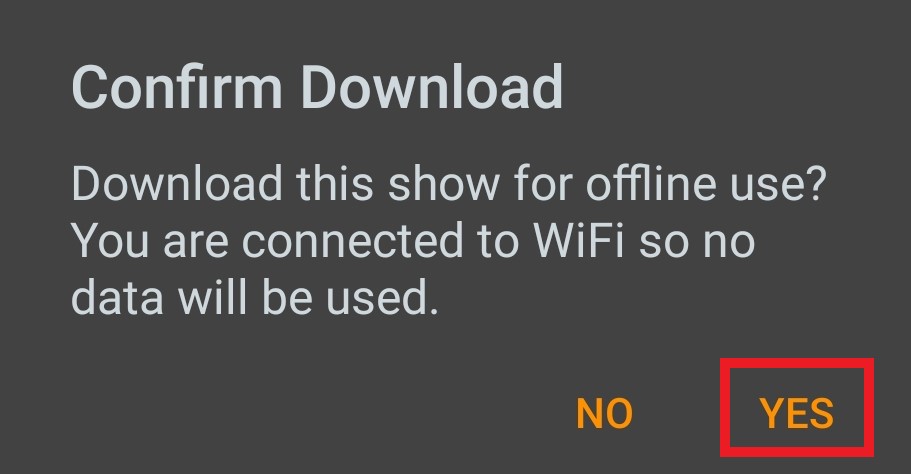 Confirm Download
Download this show for offline use?
You are connected to WiFi so no
data will be used.
NO YES